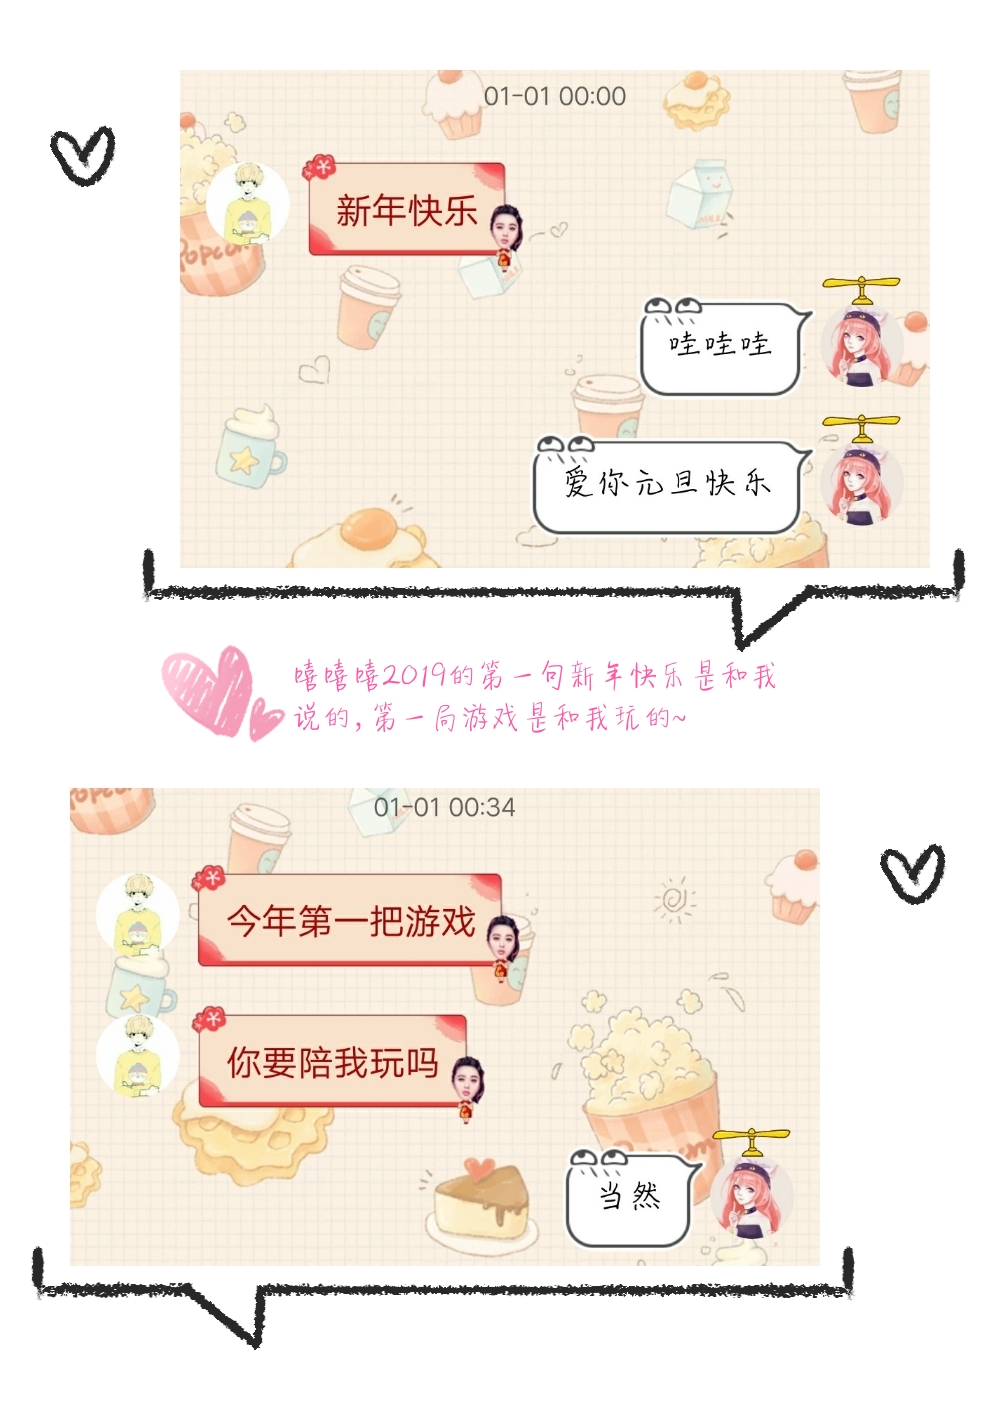 01-01 00:00
新年快乐
哇哇哇
爱你元旦快乐
嘻嘻嘻2019的第一句新年快乐是和我
说的,第一局游戏是和我玩的~
01-01 00:34
今年第一把游戏
你要陪我玩吗
当然
Popcorn
MILK